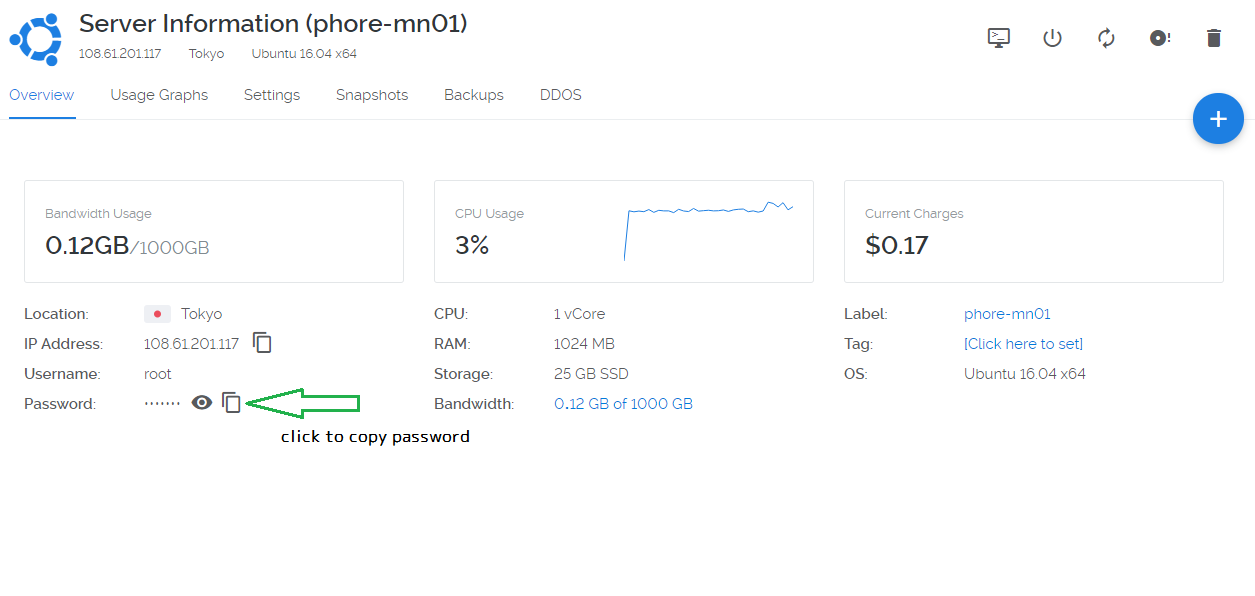 Server Information (phore-mn01)
108.61.201.117 Tokyo Ubuntu 16.04 x64
Overview Usage Graphs Settings Snapshots Backups DDOS
Bandwidth Usage
0.12GB/1000GB
CPU Usage
3%
Current Charges
$0.17
Location: Tokyo
IP Address: 108.61.201.117
Username: root
Password: ·······
click to copy password
CPU: 1 vCore
RAM: 1024 MB
Storage: 25 GB SSD
Bandwidth: 0.12 GB of 1000 GB
Label: phore-mn01
Tag: [Click here to set]
OS: Ubuntu 16.04 x64